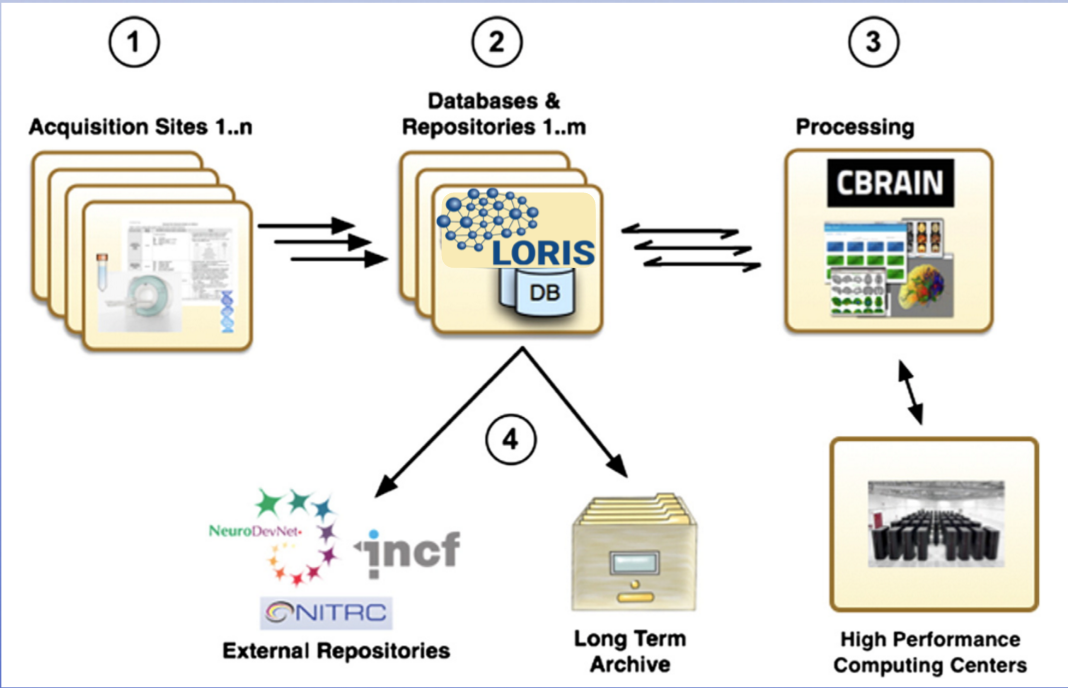 1
2
3
Acquisition Sites 1..n
Databases &
Repositories 1..m
Processing
CBRAIN
LORIS
DB
4
NeuroDevNet
incf
NITRC
External Repositories
Long Term
Archive
High Performance
Computing Centers